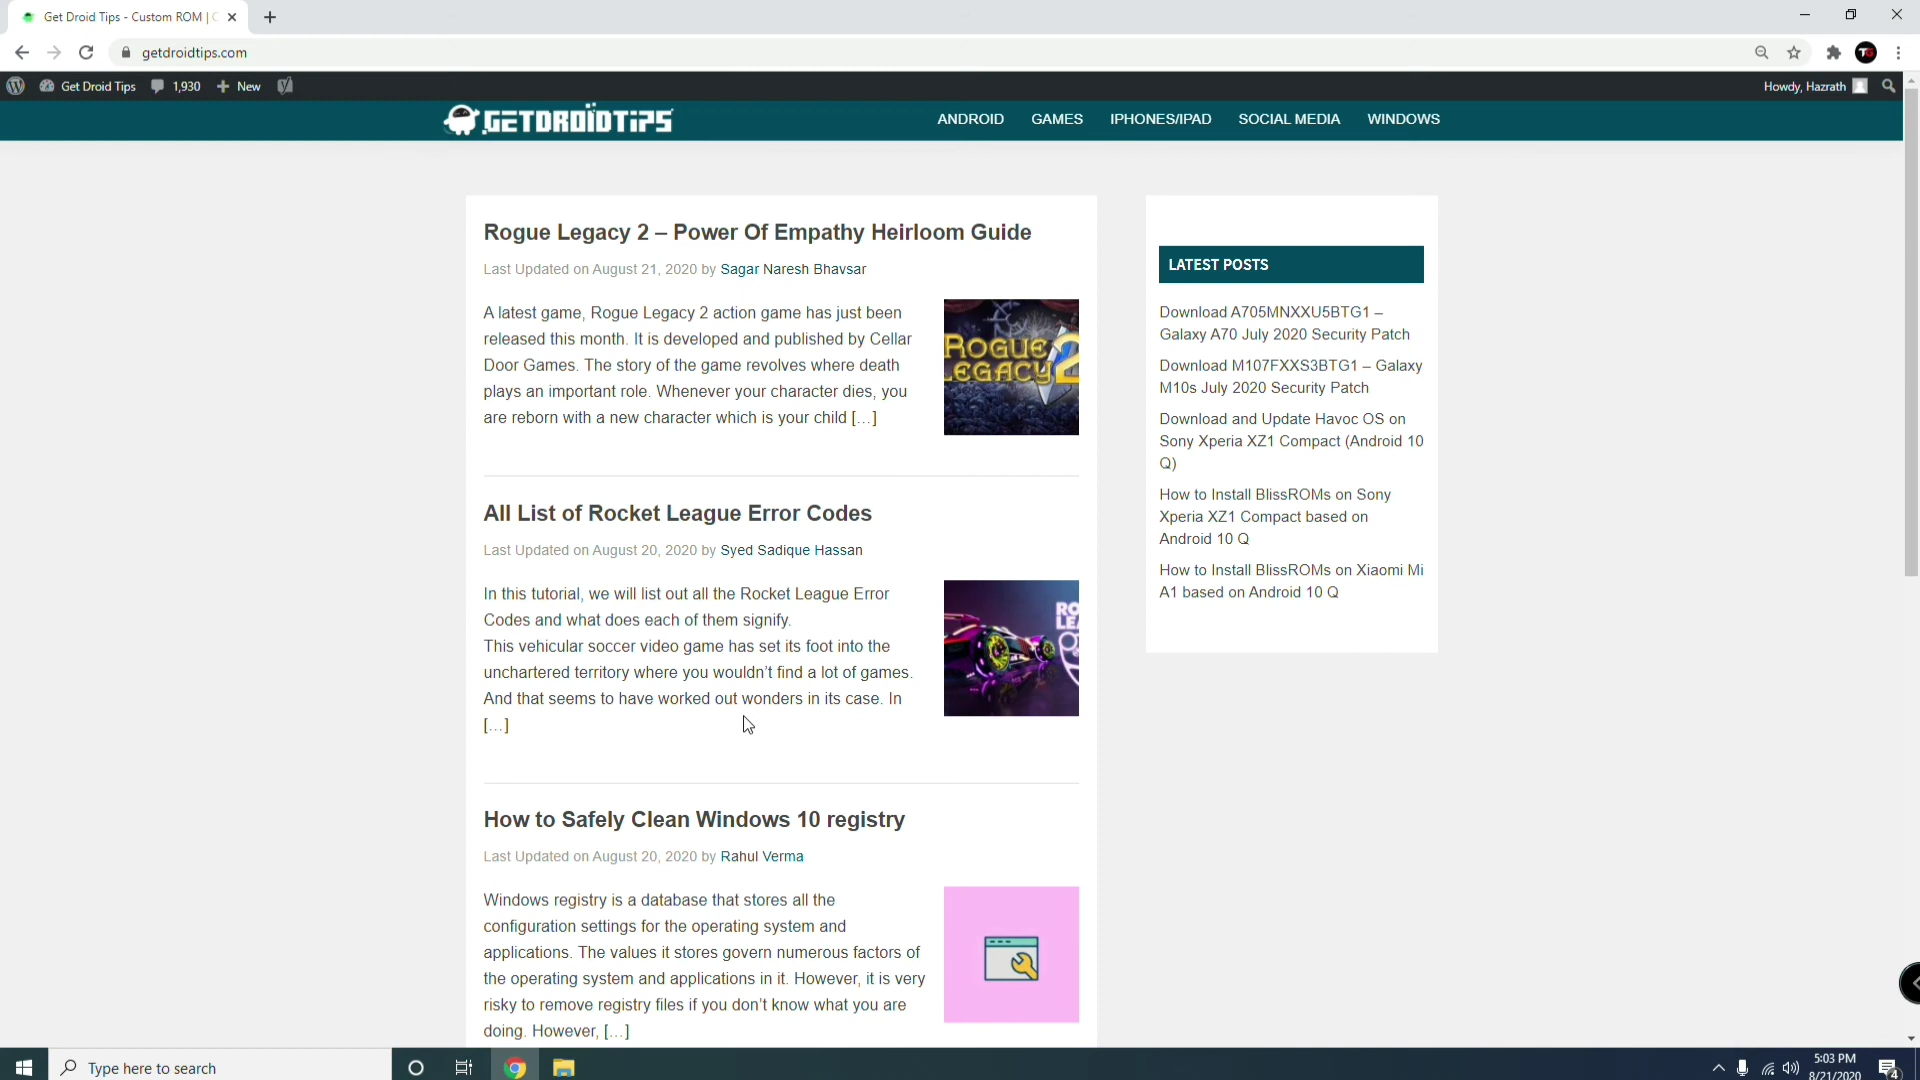 Get Droid Tips - Custom ROM |
getdroidtips.com
Get Droid Tips 1,930 New Howdy, Hazrath
GETDROIDTIPS ANDROID GAMES IPHONES/IPAD SOCIAL MEDIA WINDOWS
Rogue Legacy 2 – Power Of Empathy Heirloom Guide
Last Updated on August 21, 2020 by Sagar Naresh Bhavsar
A latest game, Rogue Legacy 2 action game has just been
released this month. It is developed and published by Cellar
Door Games. The story of the game revolves where death
plays an important role. Whenever your character dies, you
are reborn with a new character which is your child [...]
ROGUE
LEGACY 2
All List of Rocket League Error Codes
Last Updated on August 20, 2020 by Syed Sadique Hassan
In this tutorial, we will list out all the Rocket League Error
Codes and what does each of them signify.
This vehicular soccer video game has set its foot into the
unchartered territory where you wouldn't find a lot of games.
And that seems to have worked out wonders in its case. In
[...]
RO
LEA
How to Safely Clean Windows 10 registry
Last Updated on August 20, 2020 by Rahul Verma
Windows registry is a database that stores all the
configuration settings for the operating system and
applications. The values it stores govern numerous factors of
the operating system and applications in it. However, it is very
risky to remove registry files if you don't know what you are
doing. However, [...]
LATEST POSTS
Download A705MNXXU5BTG1 –
Galaxy A70 July 2020 Security Patch
Download M107FXXS3BTG1 – Galaxy
M10s July 2020 Security Patch
Download and Update Havoc OS on
Sony Xperia XZ1 Compact (Android 10
Q)
How to Install BlissROMs on Sony
Xperia XZ1 Compact based on
Android 10 Q
How to Install BlissROMs on Xiaomi Mi
A1 based on Android 10 Q
Type here to search
5:03 PM
8/21/2020
4